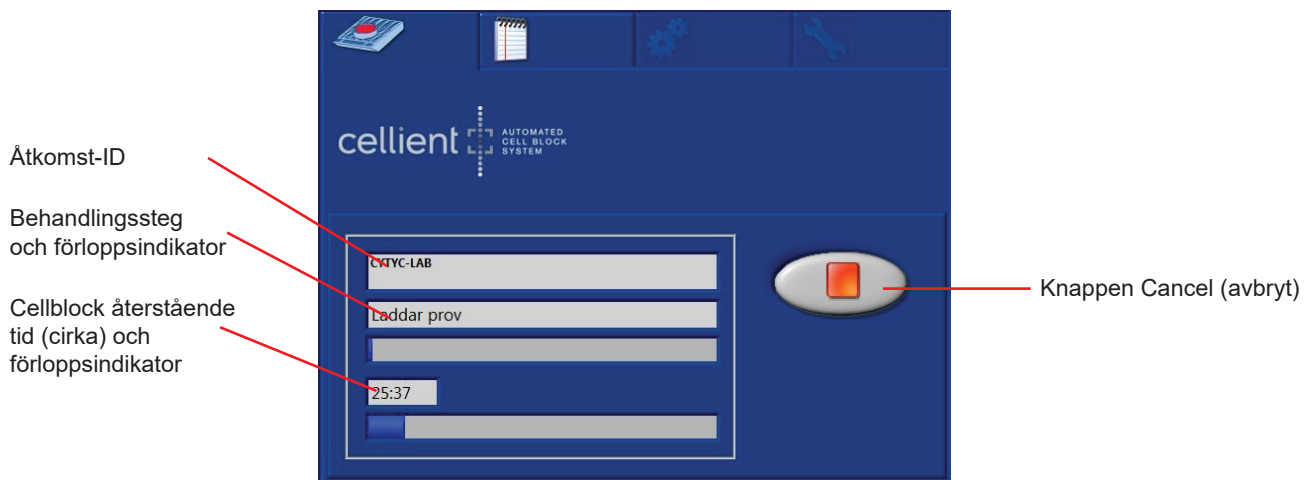 cellient
AUTOMATED
CELL BLOCK
SYSTEM
Åtkomst-ID
Behandlingssteg
och förloppsindikator
Cellblock återstående
tid (cirka) och
förloppsindikator
CYTYC-LAB
Laddar prov
25:37
Knappen Cancel (avbryt)